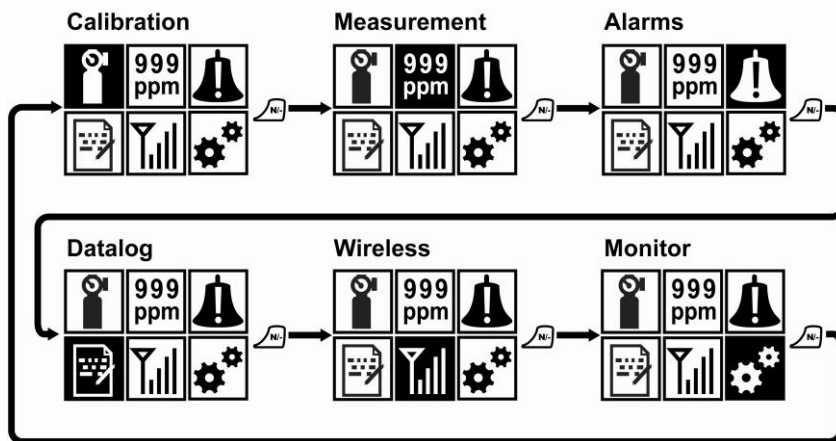 Calibration
Measurement
Alarms
999
ppm
999
ppm
999
ppm
N/-
N/-
N/-
Datalog
Wireless
Monitor
999
ppm
999
ppm
999
ppm
N/-
N/-
N/-